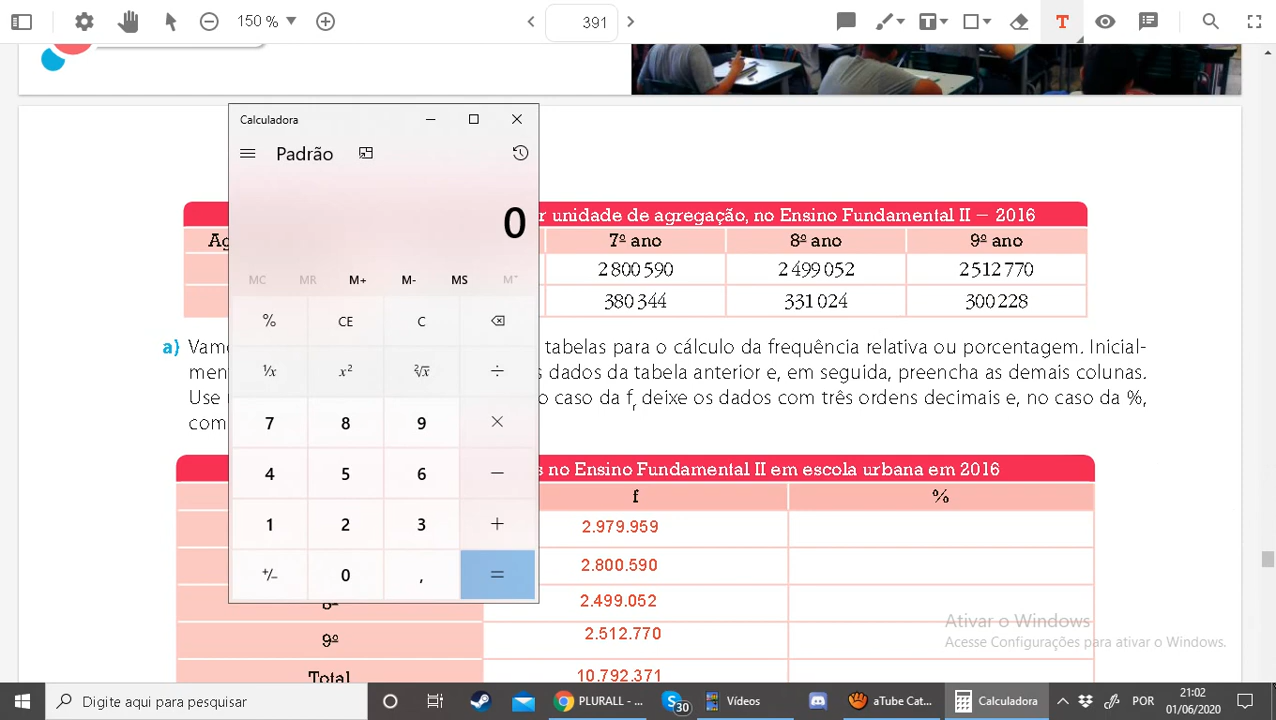 150 %
391
T
T
Calculadora
Padrão
0
MC MR M+ M- MS M˅
% CE C
¹/x x² ²√x ÷
7 8 9 ×
4 5 6 −
1 2 3 +
+/− 0 , =
r unidade de agregação, no Ensino Fundamental II — 2016
Ag 7º ano 8º ano 9º ano
2 800 590 2 499 052 2 512 770
380 344 331 024 300 228
a) Vam tabelas para o cálculo da frequência relativa ou porcentagem. Inicial-
men s dados da tabela anterior e, em seguida, preencha as demais colunas.
Use o caso da fr deixe os dados com três ordens decimais e, no caso da %,
com
s no Ensino Fundamental II em escola urbana em 2016
f %
2.979.959
2.800.590
8º 2.499.052
9º 2.512.770
Total 10.792.371
Ativar o Windows
Acesse Configurações para ativar o Windows.
Digite aqui para pesquisar
30
PLURALL - ...
Vídeos
aTube Cat...
Calculadora
POR
21:02
01/06/2020